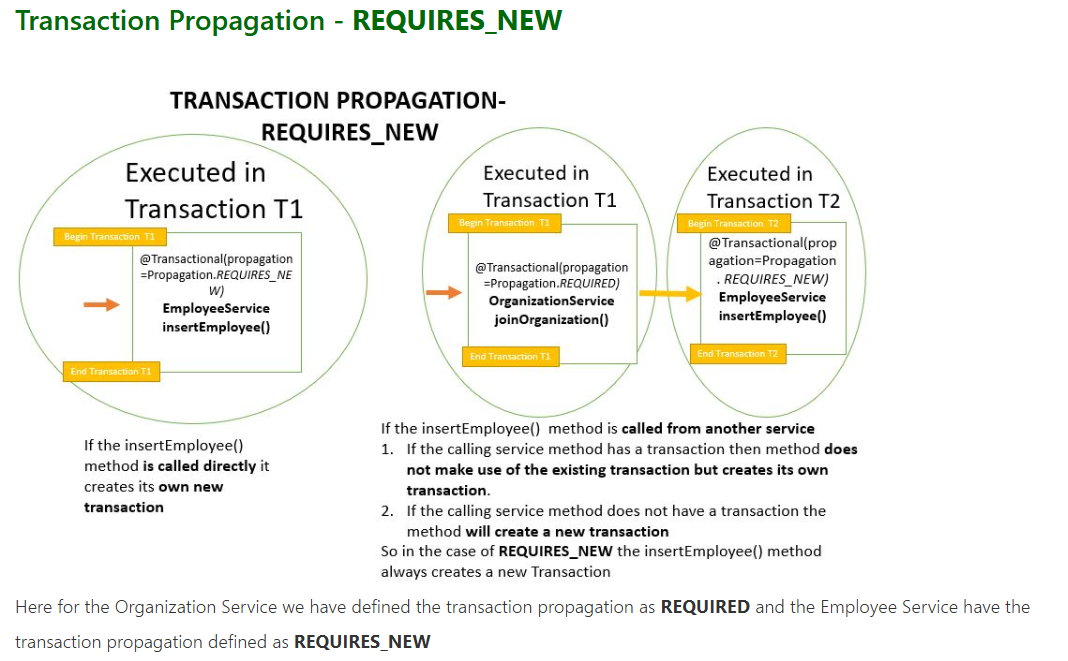 Transaction Propagation - REQUIRES_NEW
TRANSACTION PROPAGATION-
REQUIRES_NEW
Executed in
Transaction T1
Begin Transaction T1
@Transactional(propagation
=Propagation.REQUIRES_NE
W)
EmployeeService
insertEmployee()
End Transaction T1
If the insertEmployee()
method is called directly it
creates its own new
transaction
Executed in
Transaction T1
Begin Transaction T1
@Transactional(propagation
=Propagation.REQUIRED)
OrganizationService
joinOrganization()
End Transaction T1
Executed in
Transaction T2
Begin Transaction T2
@Transactional(prop
agation=Propagation
. REQUIRES_NEW)
EmployeeService
insertEmployee()
End Transaction T2
If the insertEmployee() method is called from another service
1. If the calling service method has a transaction then method does
not make use of the existing transaction but creates its own
transaction.
2. If the calling service method does not have a transaction the
method will create a new transaction
So in the case of REQUIRES_NEW the insertEmployee() method
always creates a new Transaction
Here for the Organization Service we have defined the transaction propagation as REQUIRED and the Employee Service have the
transaction propagation defined as REQUIRES_NEW